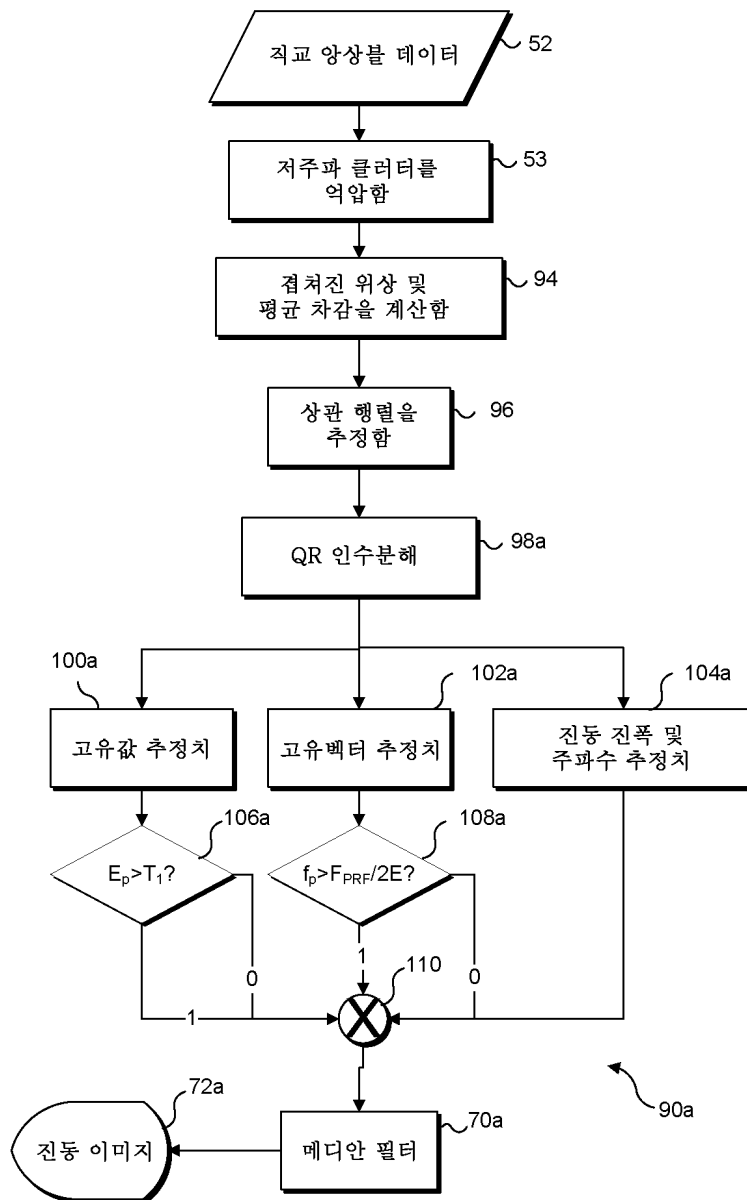 직교 앙상블 데이터
52
저주파 클러터를
억압함
53
겹쳐진 위상 및
평균 차감을 계산함
94
상관 행렬을
추정함
96
QR 인수분해
98a
100a
102a
104a
고유값 추정치
고유벡터 추정치
진동 진폭 및
주파수 추정치
106a
108a
Ep>T1?
fp>FPRF/2E?
1
0
0
1
110
72a
70a
90a
진동 이미지
메디안 필터